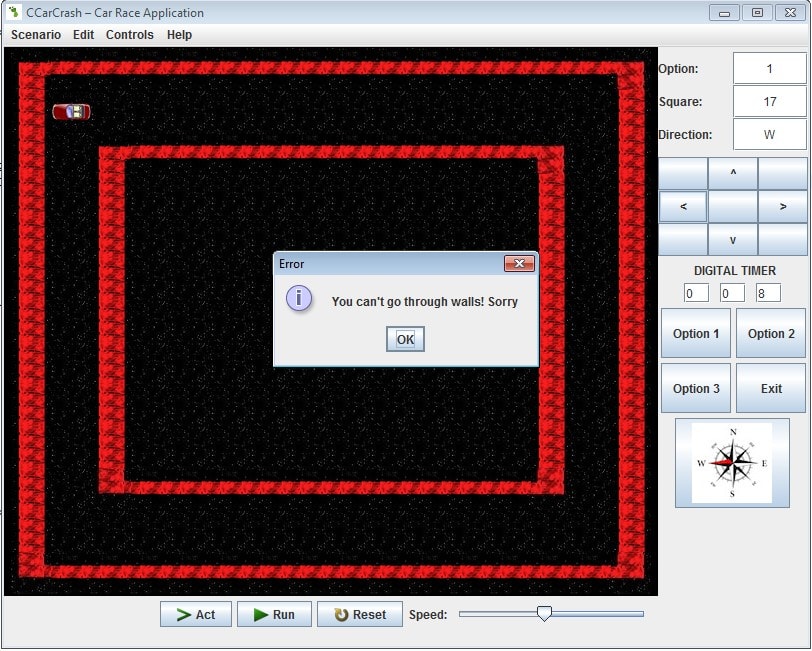 CCarCrash – Car Race Application
Scenario Edit Controls Help
Option: 1
Square: 17
Direction: W
^
< >
v
DIGITAL TIMER
0 0 8
Option 1 Option 2
Option 3 Exit
N
W E
S
Error
You can't go through walls! Sorry
OK
Act Run Reset Speed: